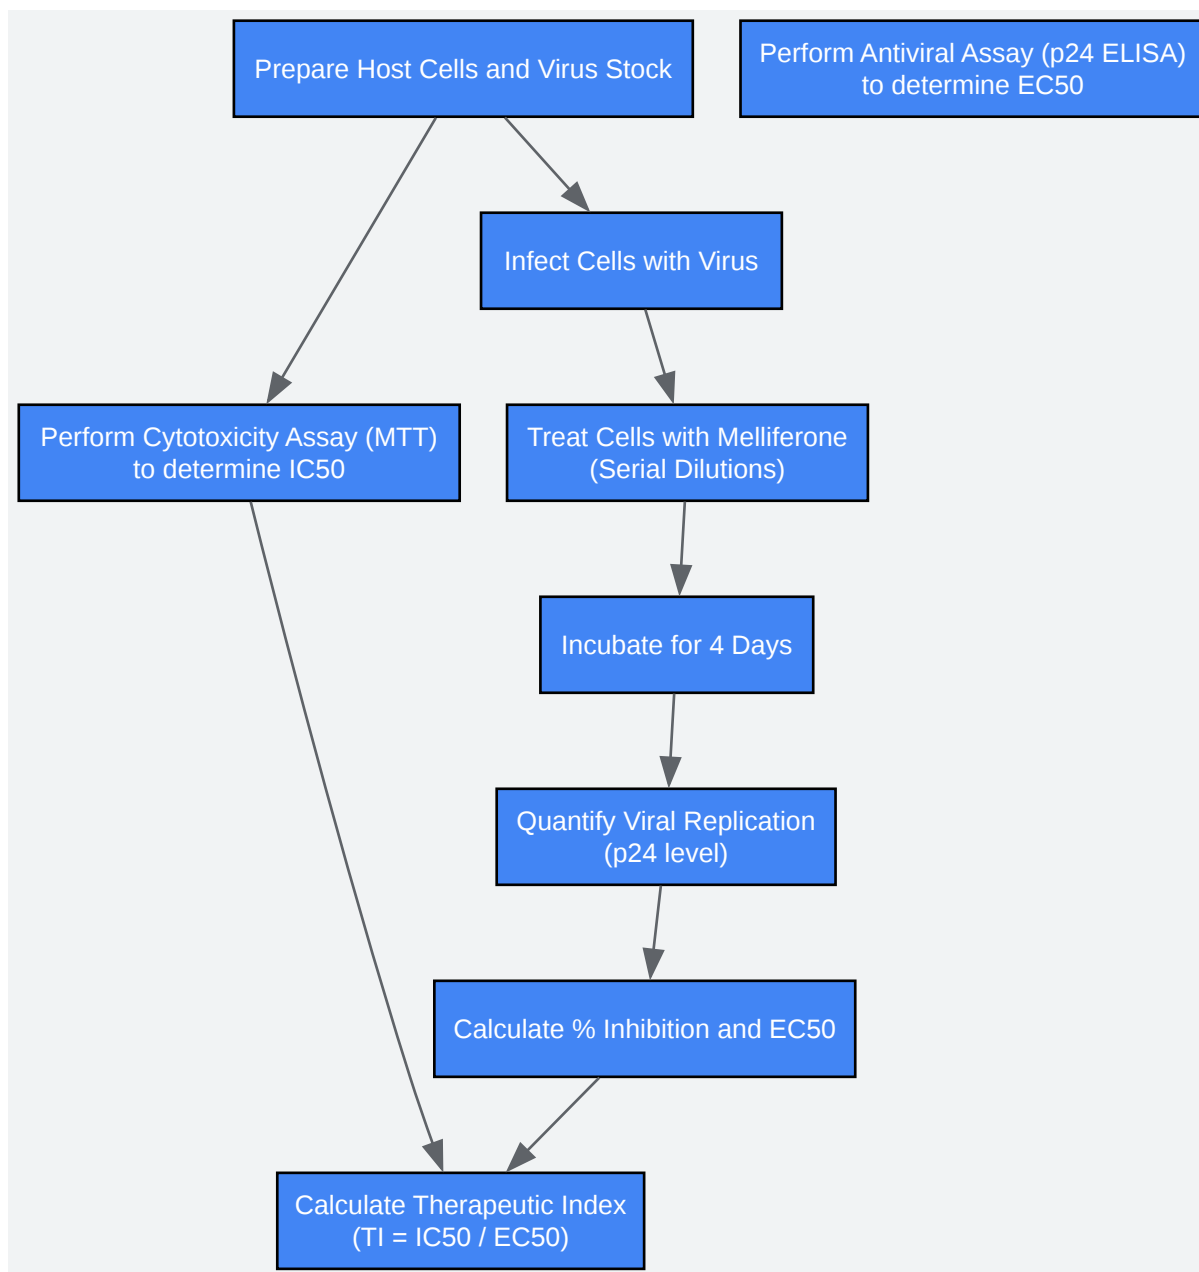 Prepare Host Cells and Virus Stock
Perform Antiviral Assay (p24 ELISA)
to determine EC50
Infect Cells with Virus
Perform Cytotoxicity Assay (MTT)
to determine IC50
Treat Cells with Melliferone
(Serial Dilutions)
Incubate for 4 Days
Quantify Viral Replication
(p24 level)
Calculate % Inhibition and EC50
Calculate Therapeutic Index
(TI = IC50 / EC50)